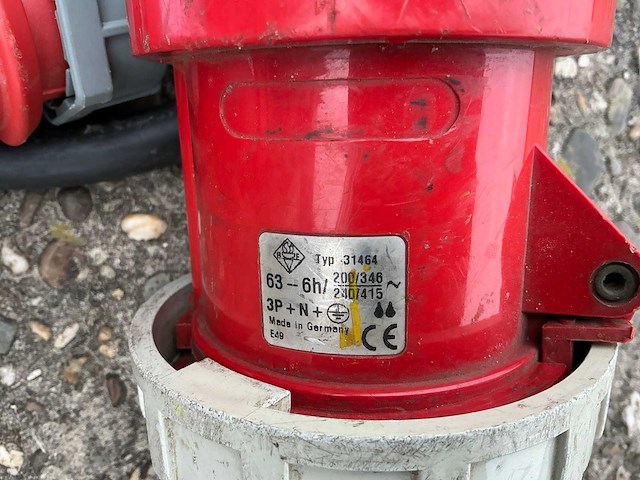 Typ 31464
63 - 6h/ 200/346 ~
240/415
3P+N+
Made in Germany
E49 CE